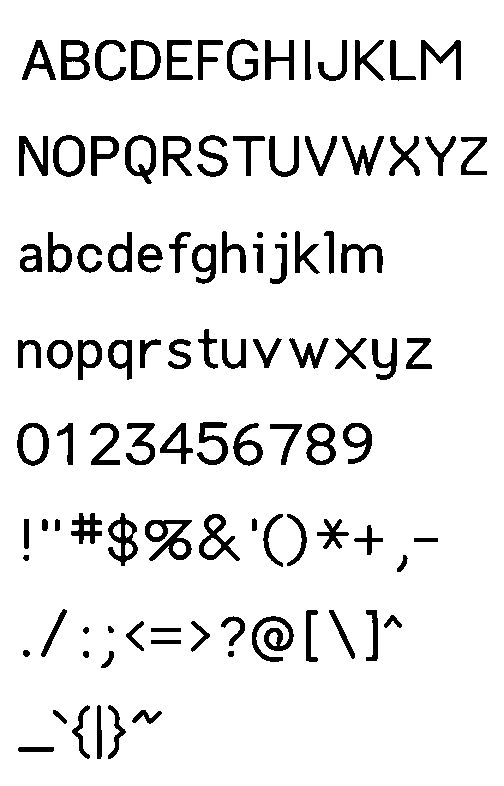 ABCDEFGHIJKLM
NOPQRSTUVWXYZ
abcdefghijklm
nopqrstuvwxyz
0123456789
!"#$%&'()*+,-
./:;<=>?@[\]^
_`{|}~